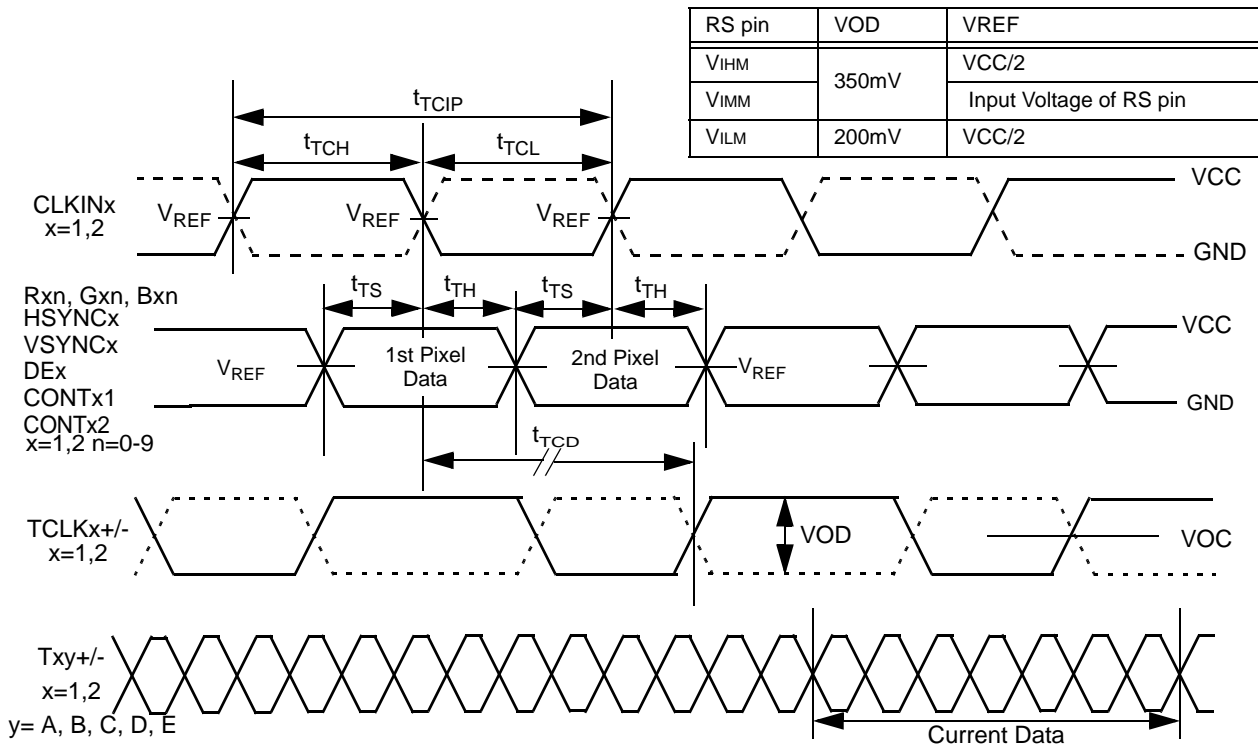 RS pin VOD VREF
VIHM 350mV VCC/2
VIMM Input Voltage of RS pin
VILM 200mV VCC/2
tTCIP
tTCH tTCL
CLKINx
x=1,2
VREF VREF VREF
VCC
GND
tTS tTH tTS tTH
Rxn, Gxn, Bxn
HSYNCx
VSYNCx
DEx
CONTx1
CONTx2
x=1,2 n=0-9
VREF
1st Pixel
Data
2nd Pixel
Data
VREF
VCC
GND
tTCD
TCLKx+/-
x=1,2
VOD
VOC
Txy+/-
x=1,2
y= A, B, C, D, E
Current Data